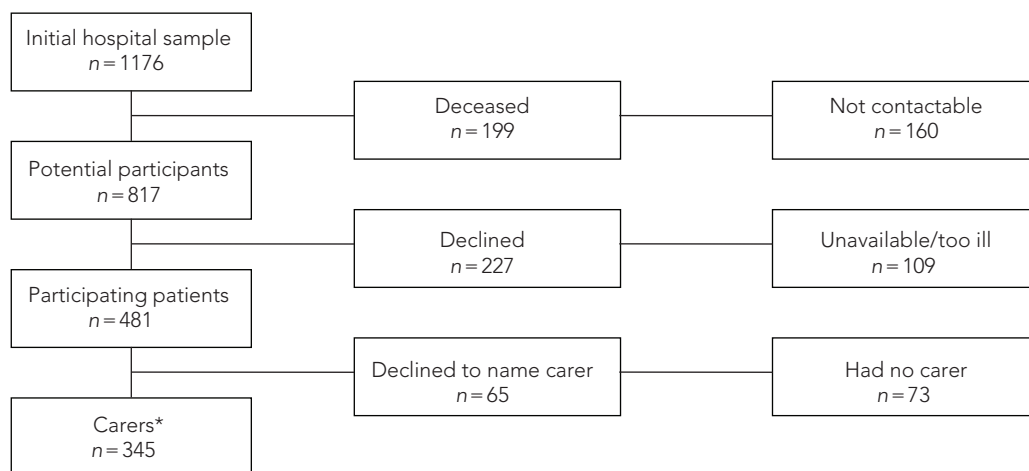 Initial hospital sample
n = 1176
Deceased
n = 199
Not contactable
n = 160
Potential participants
n = 817
Declined
n = 227
Unavailable/too ill
n = 109
Participating patients
n = 481
Declined to name carer
n = 65
Had no carer
n = 73
Carers*
n = 345